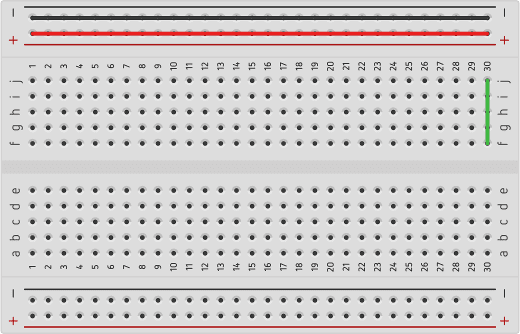 − −
+ +
1 2 3 4 5 6 7 8 9 10 11 12 13 14 15 16 17 18 19 20 21 22 23 24 25 26 27 28 29 30
j j
i i
h h
g g
f f
e e
d d
c c
b b
a a
1 2 3 4 5 6 7 8 9 10 11 12 13 14 15 16 17 18 19 20 21 22 23 24 25 26 27 28 29 30
− −
+ +